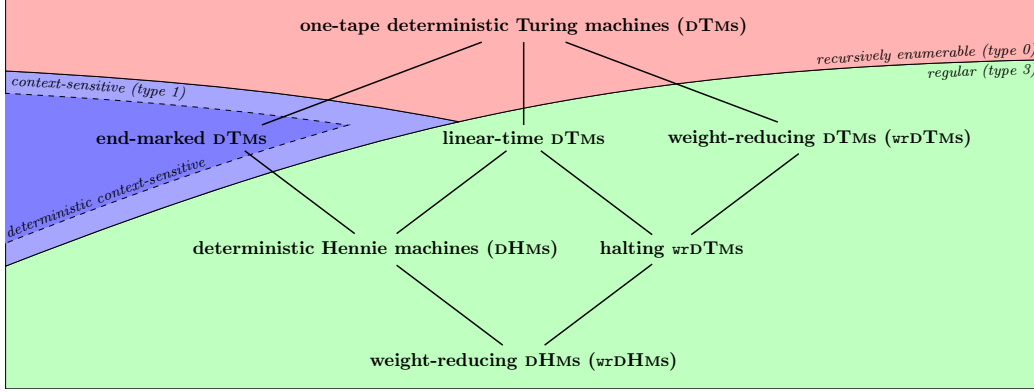 one-tape deterministic Turing machines (DTMs)
recursively enumerable (type 0)
regular (type 3)
context-sensitive (type 1)
end-marked DTMs
linear-time DTMs
weight-reducing DTMs (wrDTMs)
deterministic context-sensitive
deterministic Hennie machines (DHMs)
halting wrDTMs
weight-reducing DHMs (wrDHMs)